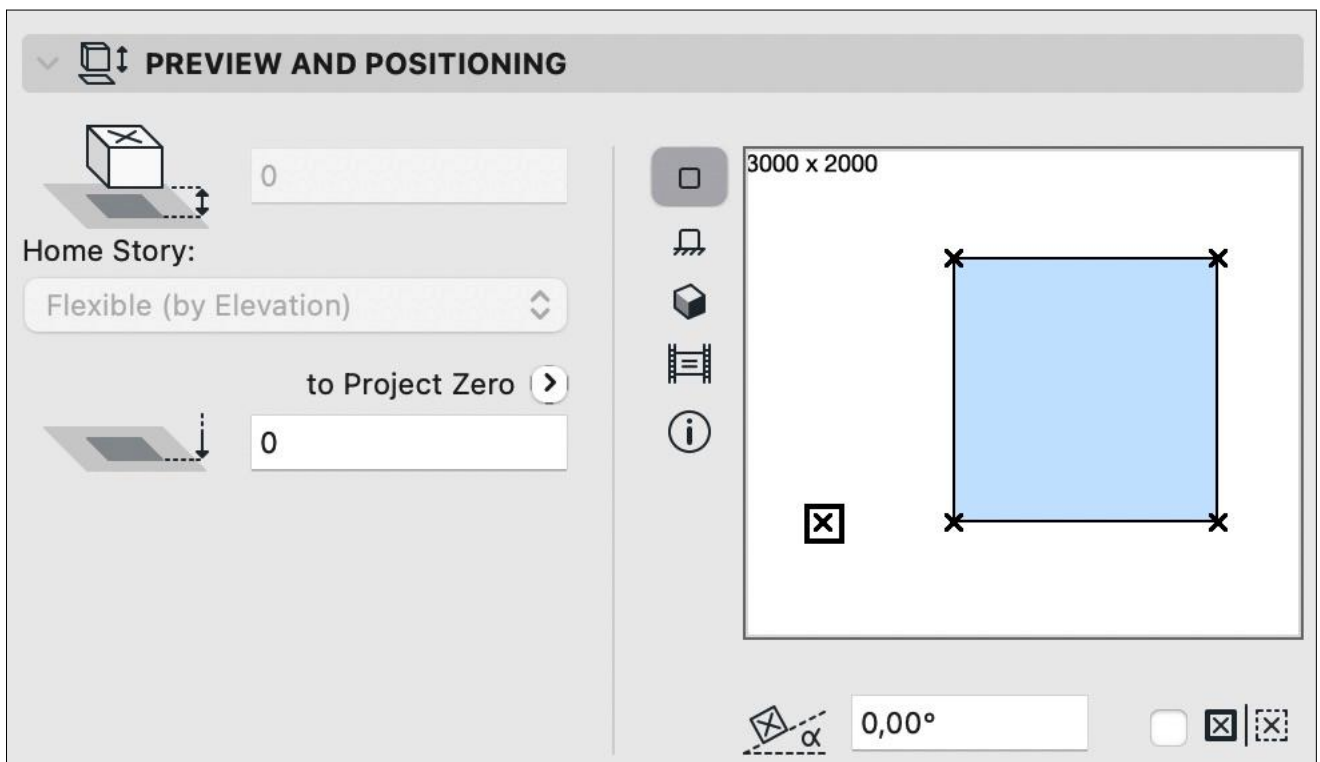 PREVIEW AND POSITIONING
0
Home Story:
Flexible (by Elevation)
to Project Zero
0
3000 x 2000
α
0,00°